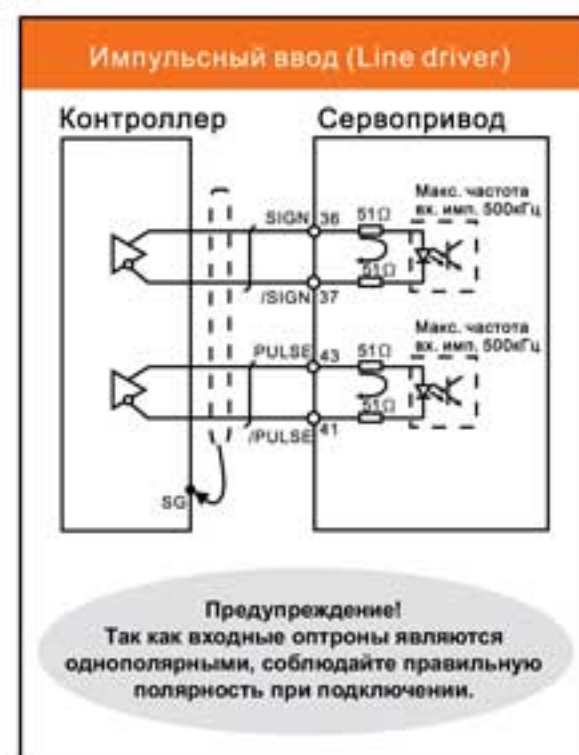 Импульсный ввод (Line driver)
Контроллер
Сервопривод
Макс. частота
вх. имп. 500кГц
SIGN 36 51Ω
51Ω
/SIGN 37
Макс. частота
вх. имп. 500кГц
PULSE 43 51Ω
51Ω
/PULSE 41
SG
Предупреждение!
Так как входные оптроны являются
однополярными, соблюдайте правильную
полярность при подключении.